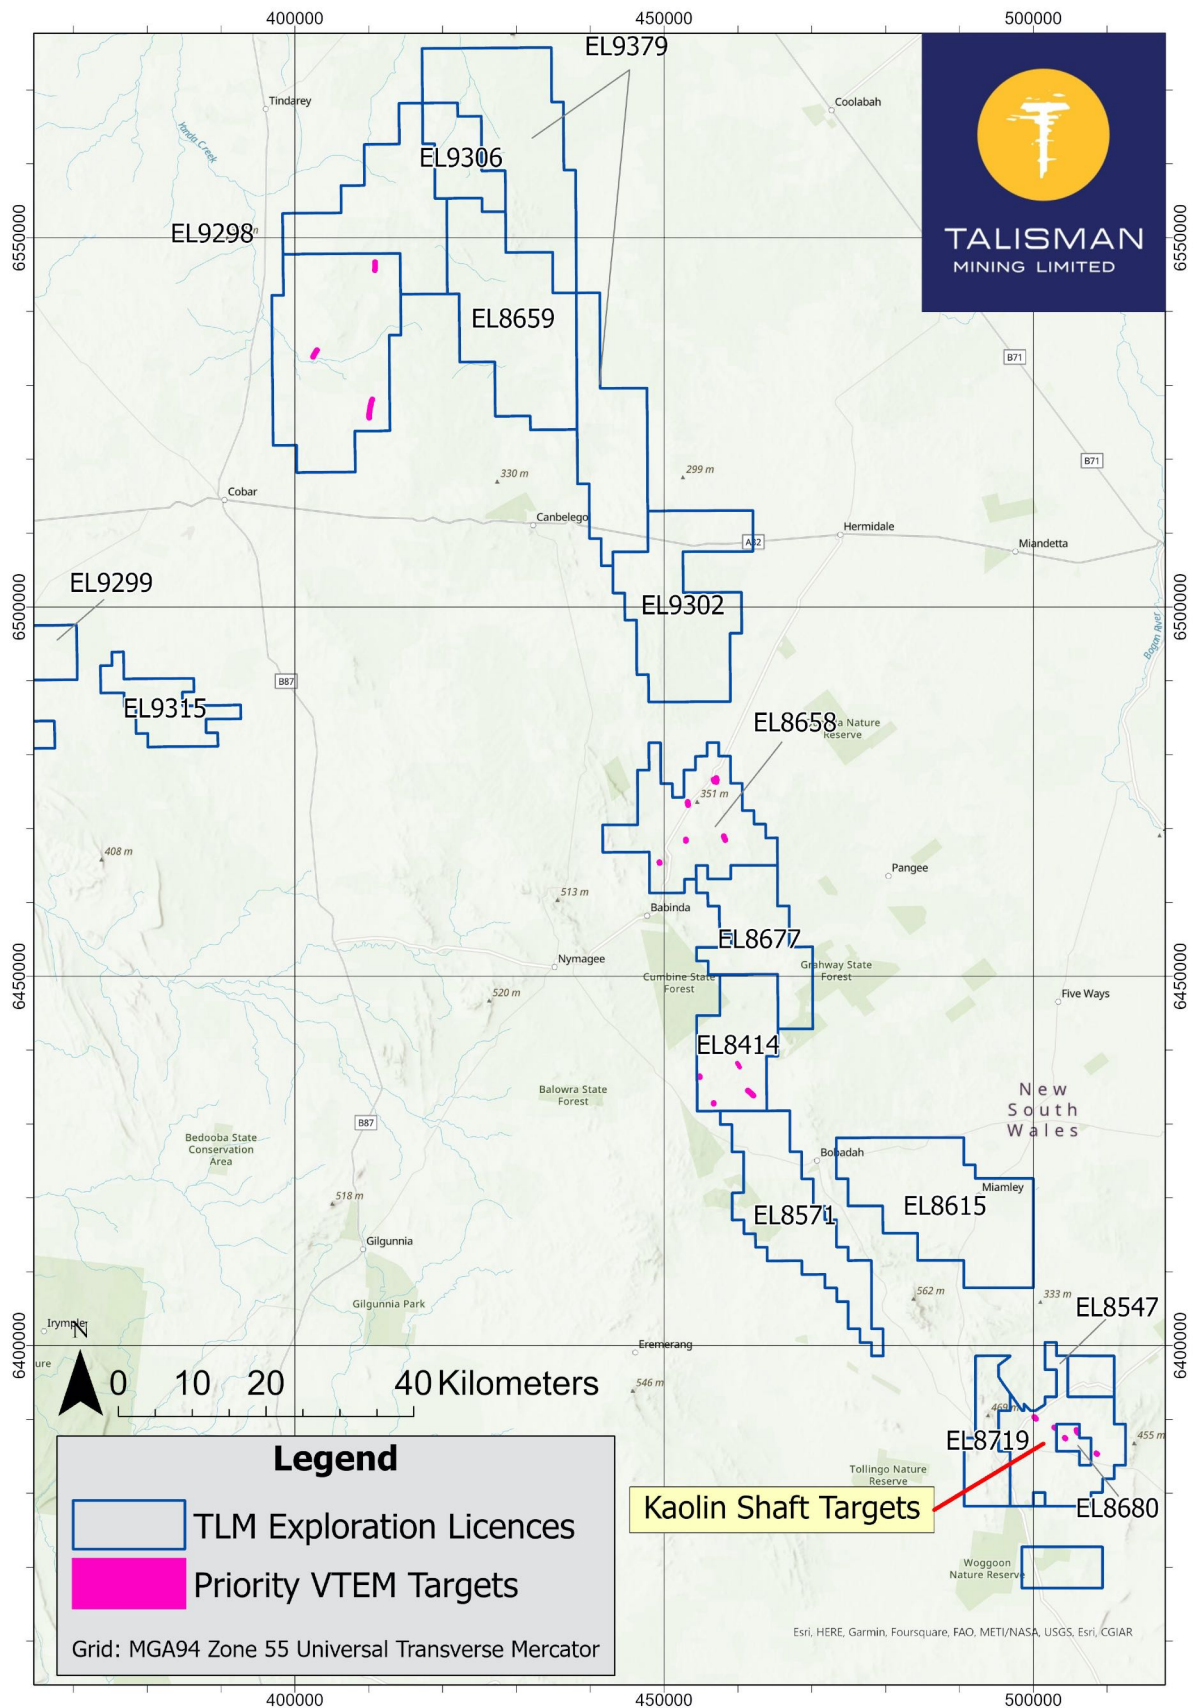 400000
450000
500000
EL9379
Tindarey
Coolabah
Yanda Creek
EL9306
TALISMAN
MINING LIMITED
EL9298
6550000
6550000
EL8659
B71
B71
330 m
299 m
Cobar
Canbelego
Hermidale
A32
Miandetta
EL9299
6500000
EL9302
6500000
Bogan River
B87
EL9315
EL8658
Nature
Reserve
351 m
408 m
Pangee
513 m
Babinda
EL8677
Nymagee
Cumbine State
Forest
Grahway State
Forest
6450000
6450000
520 m
Five Ways
EL8414
Balowra State
Forest
New
South
Wales
B87
Bedooba State
Conservation
Area
Bobadah
Miamley
518 m
EL8615
EL8571
Gilgunnia
562 m
333 m
Gilgunnia Park
EL8547
Irymple
N
6400000
Eremerang
6400000
ure
0 10 20 40 Kilometers
546 m
469 m
EL8719
455 m
Legend
Tollingo Nature
Reserve
Kaolin Shaft Targets
EL8680
TLM Exploration Licences
Priority VTEM Targets
Woggoon
Nature Reserve
Grid: MGA94 Zone 55 Universal Transverse Mercator
Esri, HERE, Garmin, Foursquare, FAO, METI/NASA, USGS, Esri, CGIAR
400000
450000
500000